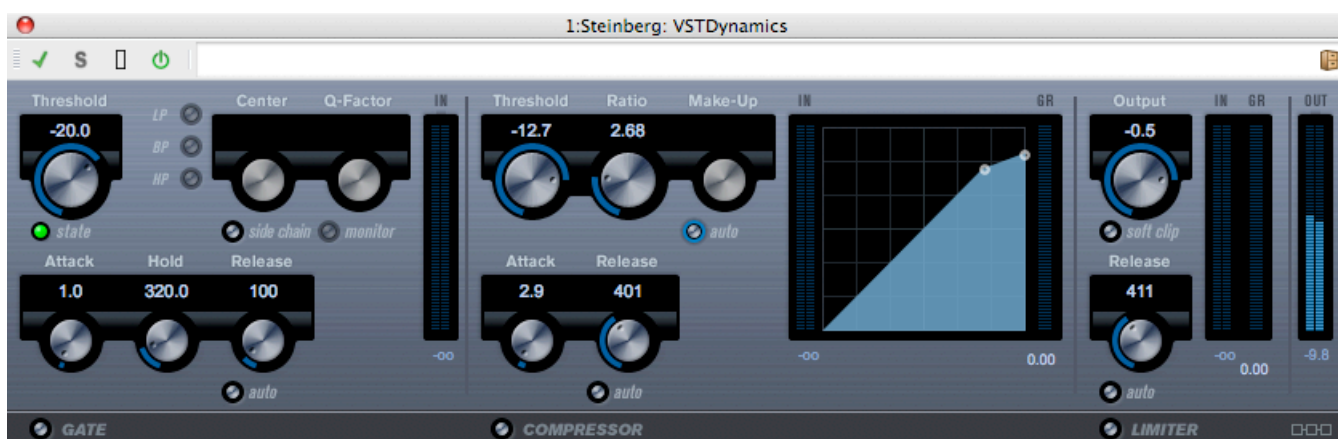 1:Steinberg: VSTDynamics
S
Threshold
-20.0
state
LP
BP
HP
Center Q-Factor
side chain monitor
IN
-∞
Attack Hold Release
1.0 320.0 100
auto
GATE
Threshold Ratio Make-Up
-12.7 2.68
auto
Attack Release
2.9 401
auto
IN GR
-∞ 0.00
COMPRESSOR
Output
-0.5
soft clip
Release
411
auto
IN GR
-∞ 0.00
LIMITER
OUT
-9.8